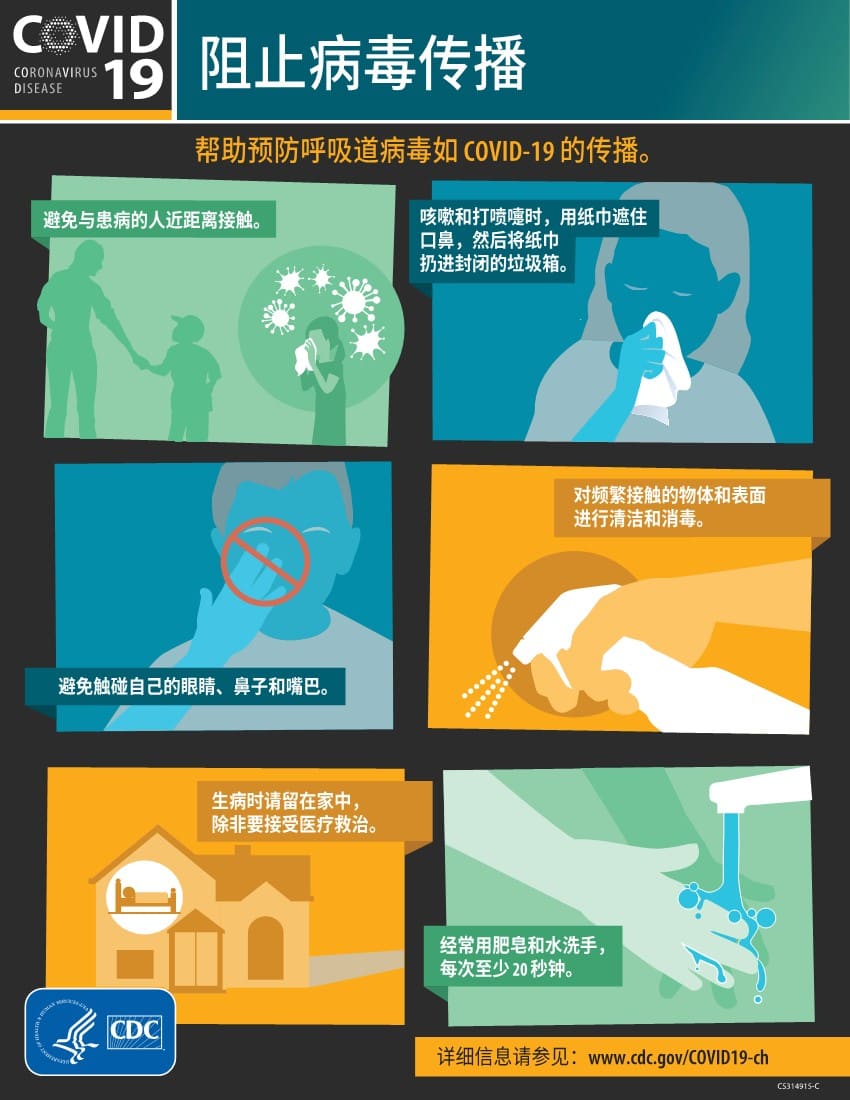 COVID
CORONAVIRUS
DISEASE
19
阻止病毒传播
帮助预防呼吸道病毒如 COVID-19 的传播。
避免与患病的人近距离接触。
咳嗽和打喷嚏时，用纸巾遮住
口鼻，然后将纸巾
扔进封闭的垃圾箱。
避免触碰自己的眼睛、鼻子和嘴巴。
对频繁接触的物体和表面
进行清洁和消毒。
生病时请留在家中，
除非要接受医疗救治。
经常用肥皂和水洗手，
每次至少 20 秒钟。
DEPARTMENT OF HEALTH & HUMAN SERVICES·USA
CDC
详细信息请参见：www.cdc.gov/COVID19-ch
CS314915-C